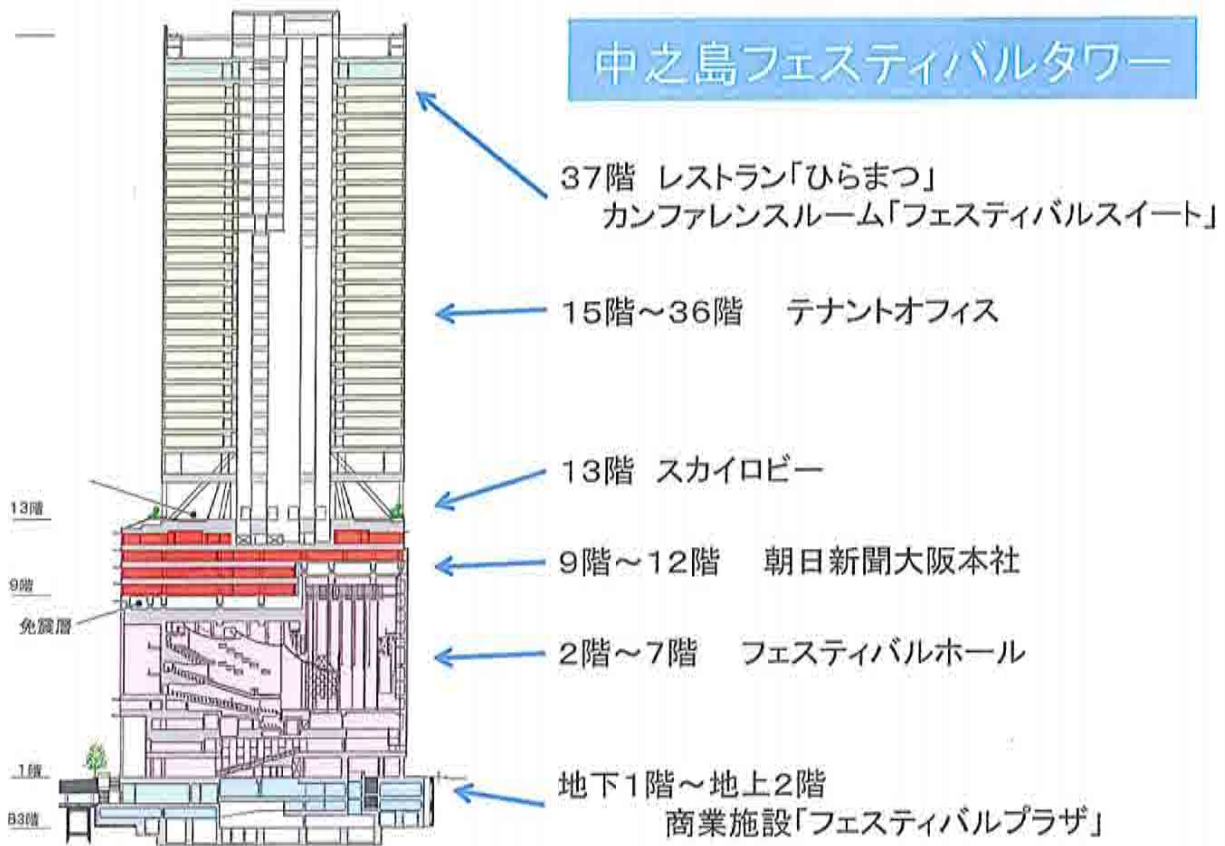 中之島フェスティバルタワー
37階 レストラン「ひらまつ」
カンファレンスルーム「フェスティバルスイート」
15階～36階 テナントオフィス
13階 スカイロビー
13階
9階～12階 朝日新聞大阪本社
9階
免震層
2階～7階 フェスティバルホール
1階
地下1階～地上2階
商業施設「フェスティバルプラザ」
B3階